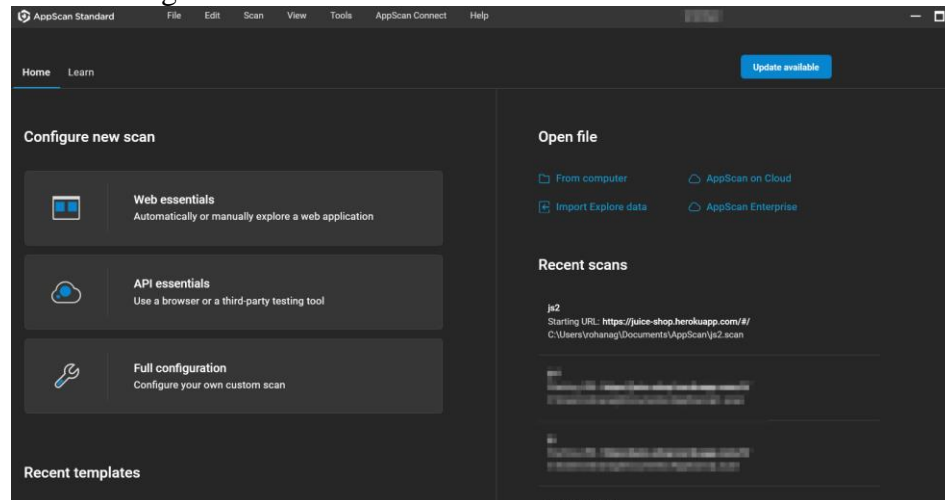 AppScan Standard File Edit Scan View Tools AppScan Connect Help
Home Learn
Update available
Configure new scan
Web essentials
Automatically or manually explore a web application
API essentials
Use a browser or a third-party testing tool
Full configuration
Configure your own custom scan
Recent templates
Open file
From computer
AppScan on Cloud
Import Explore data
AppScan Enterprise
Recent scans
js2
Starting URL: https://juice-shop.herokuapp.com/#/
C:\Users\rohanag\Documents\AppScan\js2.scan